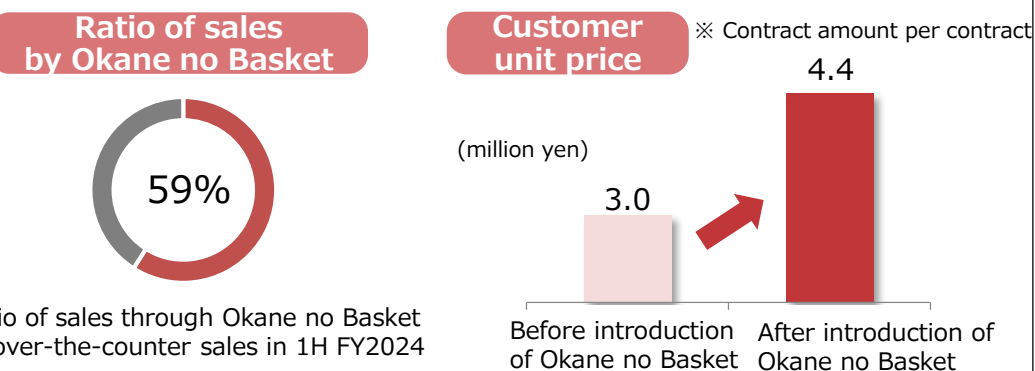 Ratio of sales
by Okane no Basket
59%
of sales through Okane no Basket
over-the-counter sales in 1H FY2024
Customer
unit price
※ Contract amount per contract
(million yen)
3.0
4.4
Before introduction
of Okane no Basket
After introduction of
Okane no Basket